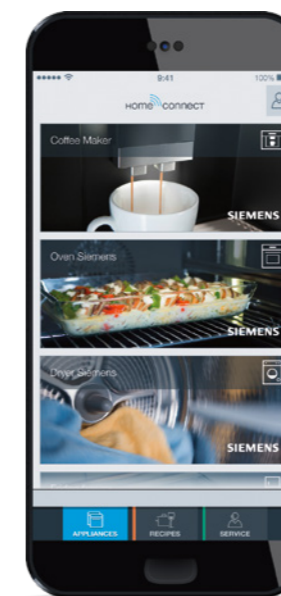 9:41
100%
Home connect
Coffee Maker
SIEMENS
Oven Siemens
SIEMENS
Dryer Siemens
SIEMENS
APPLIANCES
RECIPES
SERVICE